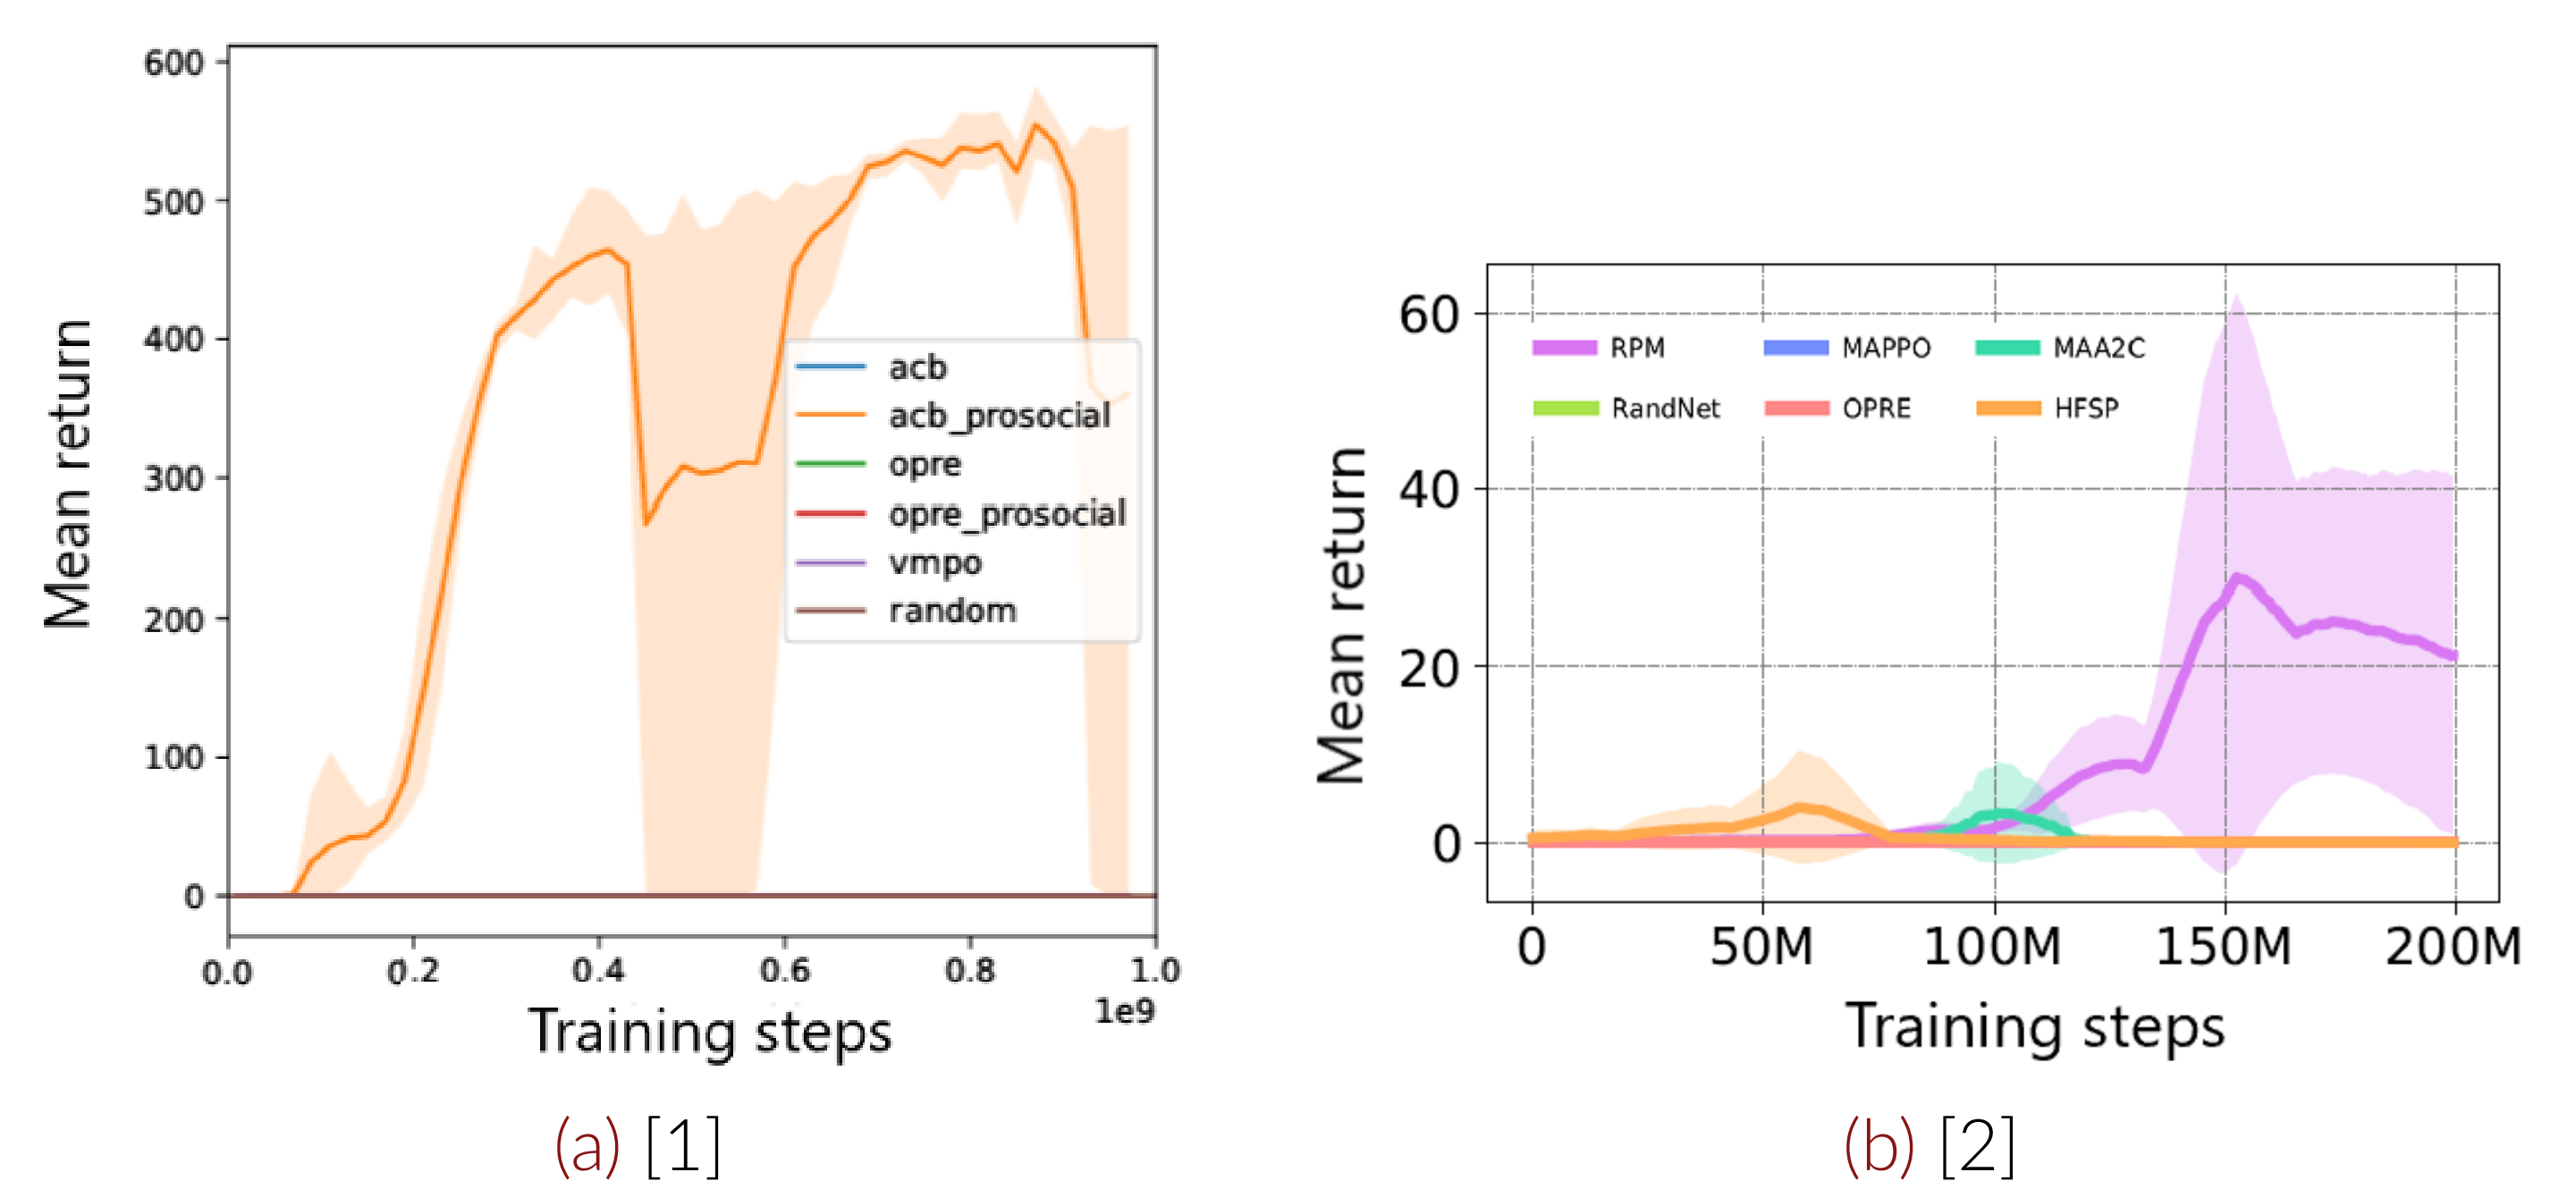 Mean return
600
500
400
300
200
100
0
acb
acb_prosocial
opre
opre_prosocial
vmpo
random
0.0 0.2 0.4 0.6 0.8 1.0
1e9
Training steps
(a) [1]
Mean return
60
40
20
0
RPM MAPPO MAA2C
RandNet OPRE HFSP
0 50M 100M 150M 200M
Training steps
(b) [2]